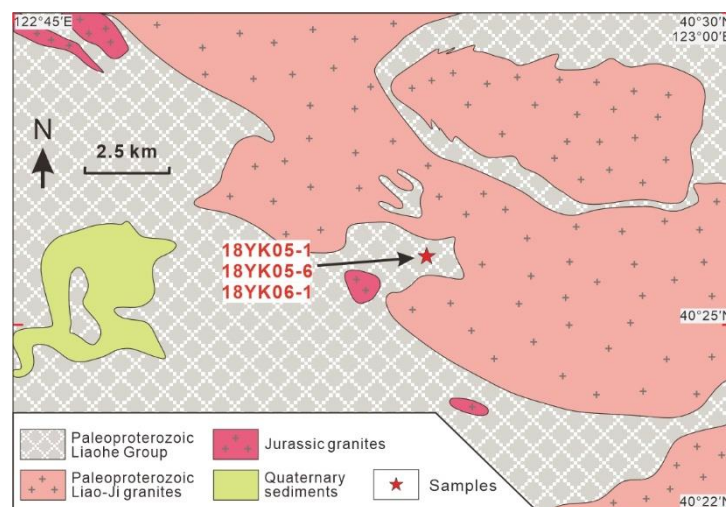 122°45′E
40°30′N
123°00′E
N
2.5 km
18YK05-1
18YK05-6
18YK06-1
40°25′N
Paleoproterozoic
Liaohe Group
Jurassic granites
Paleoproterozoic
Liao-Ji granites
Quaternary
sediments
Samples
40°22′N